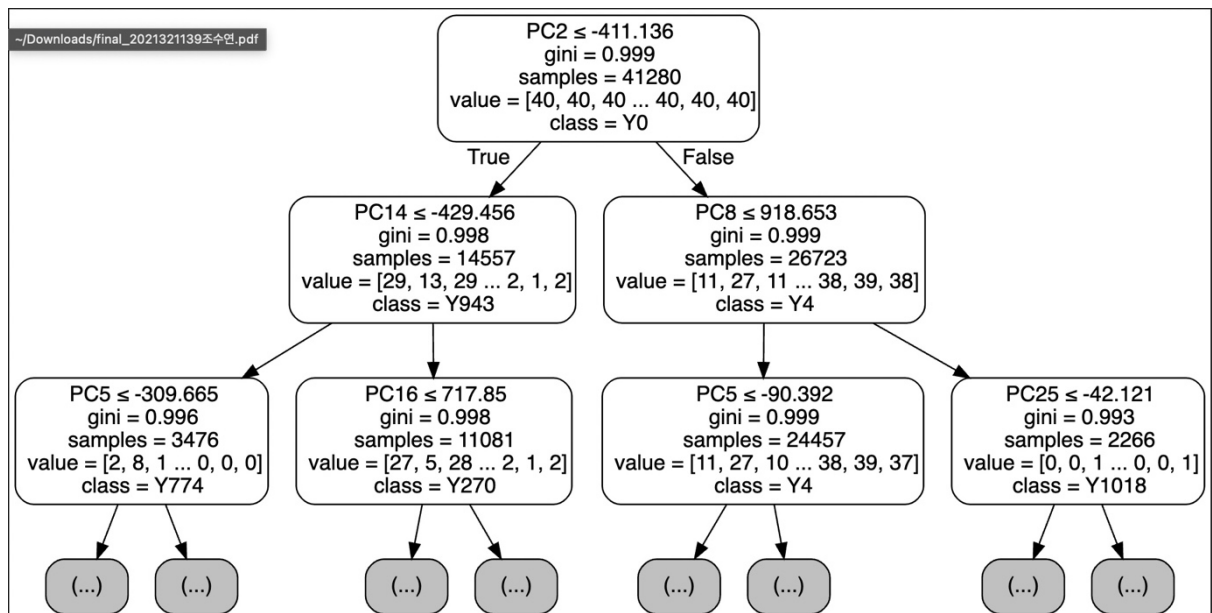 ~/Downloads/final_2021321139조수연.pdf
PC2 ≤ -411.136
gini = 0.999
samples = 41280
value = [40, 40, 40 ... 40, 40, 40]
class = Y0
True
False
PC14 ≤ -429.456
gini = 0.998
samples = 14557
value = [29, 13, 29 ... 2, 1, 2]
class = Y943
PC8 ≤ 918.653
gini = 0.999
samples = 26723
value = [11, 27, 11 ... 38, 39, 38]
class = Y4
PC5 ≤ -309.665
gini = 0.996
samples = 3476
value = [2, 8, 1 ... 0, 0, 0]
class = Y774
PC16 ≤ 717.85
gini = 0.998
samples = 11081
value = [27, 5, 28 ... 2, 1, 2]
class = Y270
PC5 ≤ -90.392
gini = 0.999
samples = 24457
value = [11, 27, 10 ... 38, 39, 37]
class = Y4
PC25 ≤ -42.121
gini = 0.993
samples = 2266
value = [0, 0, 1 ... 0, 0, 1]
class = Y1018
(...)
(...)
(...)
(...)
(...)
(...)
(...)
(...)